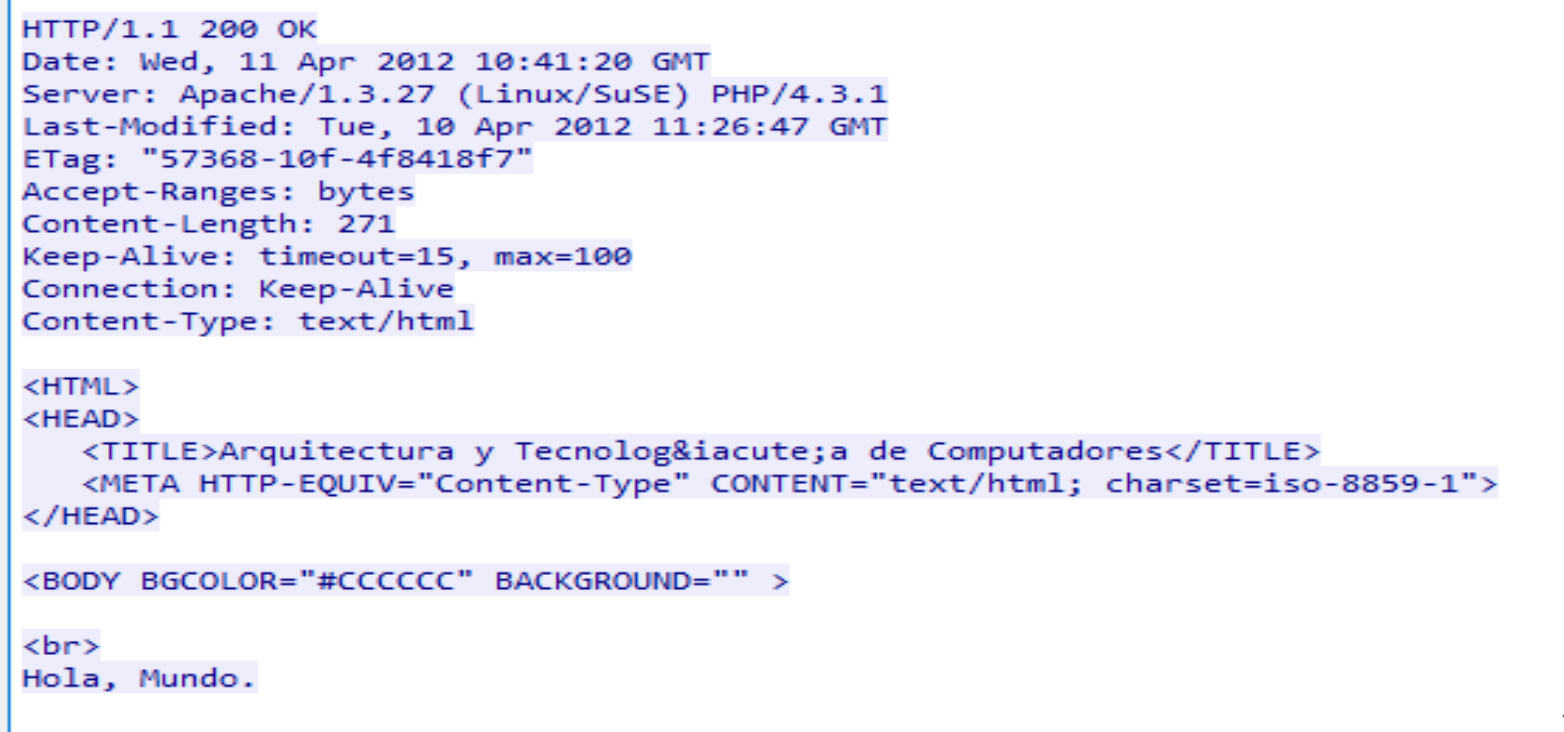 HTTP/1.1 200 OK
Date: Wed, 11 Apr 2012 10:41:20 GMT
Server: Apache/1.3.27 (Linux/SuSE) PHP/4.3.1
Last-Modified: Tue, 10 Apr 2012 11:26:47 GMT
ETag: "57368-10f-4f8418f7"
Accept-Ranges: bytes
Content-Length: 271
Keep-Alive: timeout=15, max=100
Connection: Keep-Alive
Content-Type: text/html

<HTML>
<HEAD>
   <TITLE>Arquitectura y Tecnolog&iacute;a de Computadores</TITLE>
   <META HTTP-EQUIV="Content-Type" CONTENT="text/html; charset=iso-8859-1">
</HEAD>

<BODY BGCOLOR="#CCCCCC" BACKGROUND="" >

<br>
Hola, Mundo.